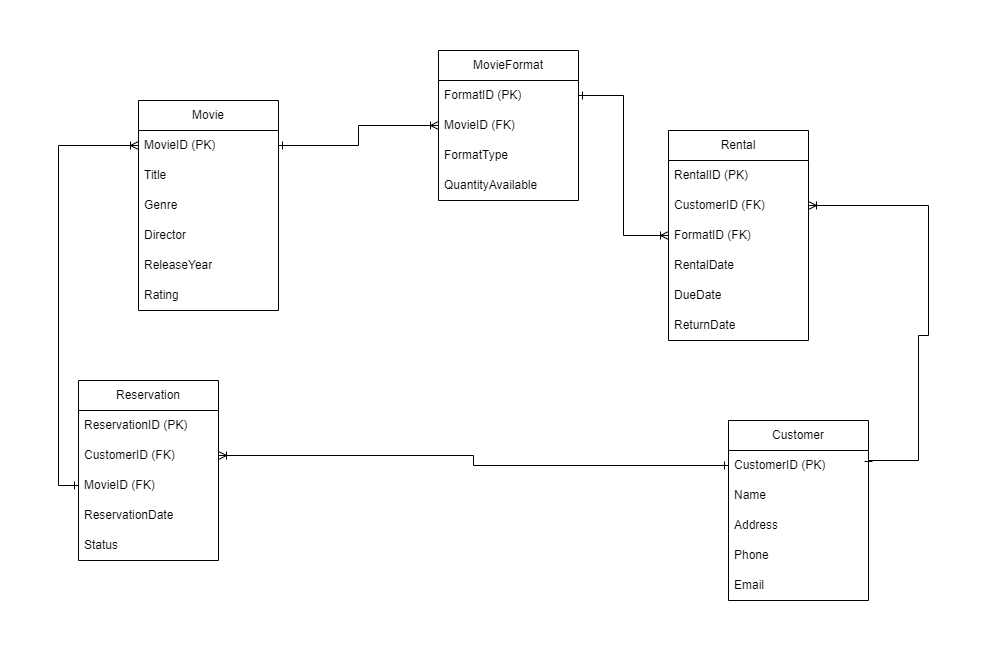 MovieFormat
FormatID (PK)
MovieID (FK)
FormatType
QuantityAvailable
Movie
MovieID (PK)
Title
Genre
Director
ReleaseYear
Rating
Rental
RentalID (PK)
CustomerID (FK)
FormatID (FK)
RentalDate
DueDate
ReturnDate
Reservation
ReservationID (PK)
CustomerID (FK)
MovieID (FK)
ReservationDate
Status
Customer
CustomerID (PK)
Name
Address
Phone
Email